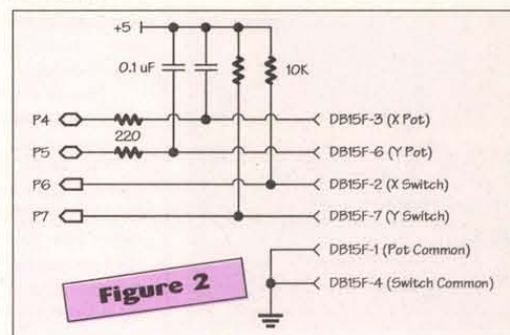 +5
0.1 uF
10K
P4
DB15F-3 (X Pot)
220
P5
DB15F-6 (Y Pot)
P6
DB15F-2 (X Switch)
P7
DB15F-7 (Y Switch)
DB15F-1 (Pot Common)
DB15F-4 (Switch Common)
Figure 2